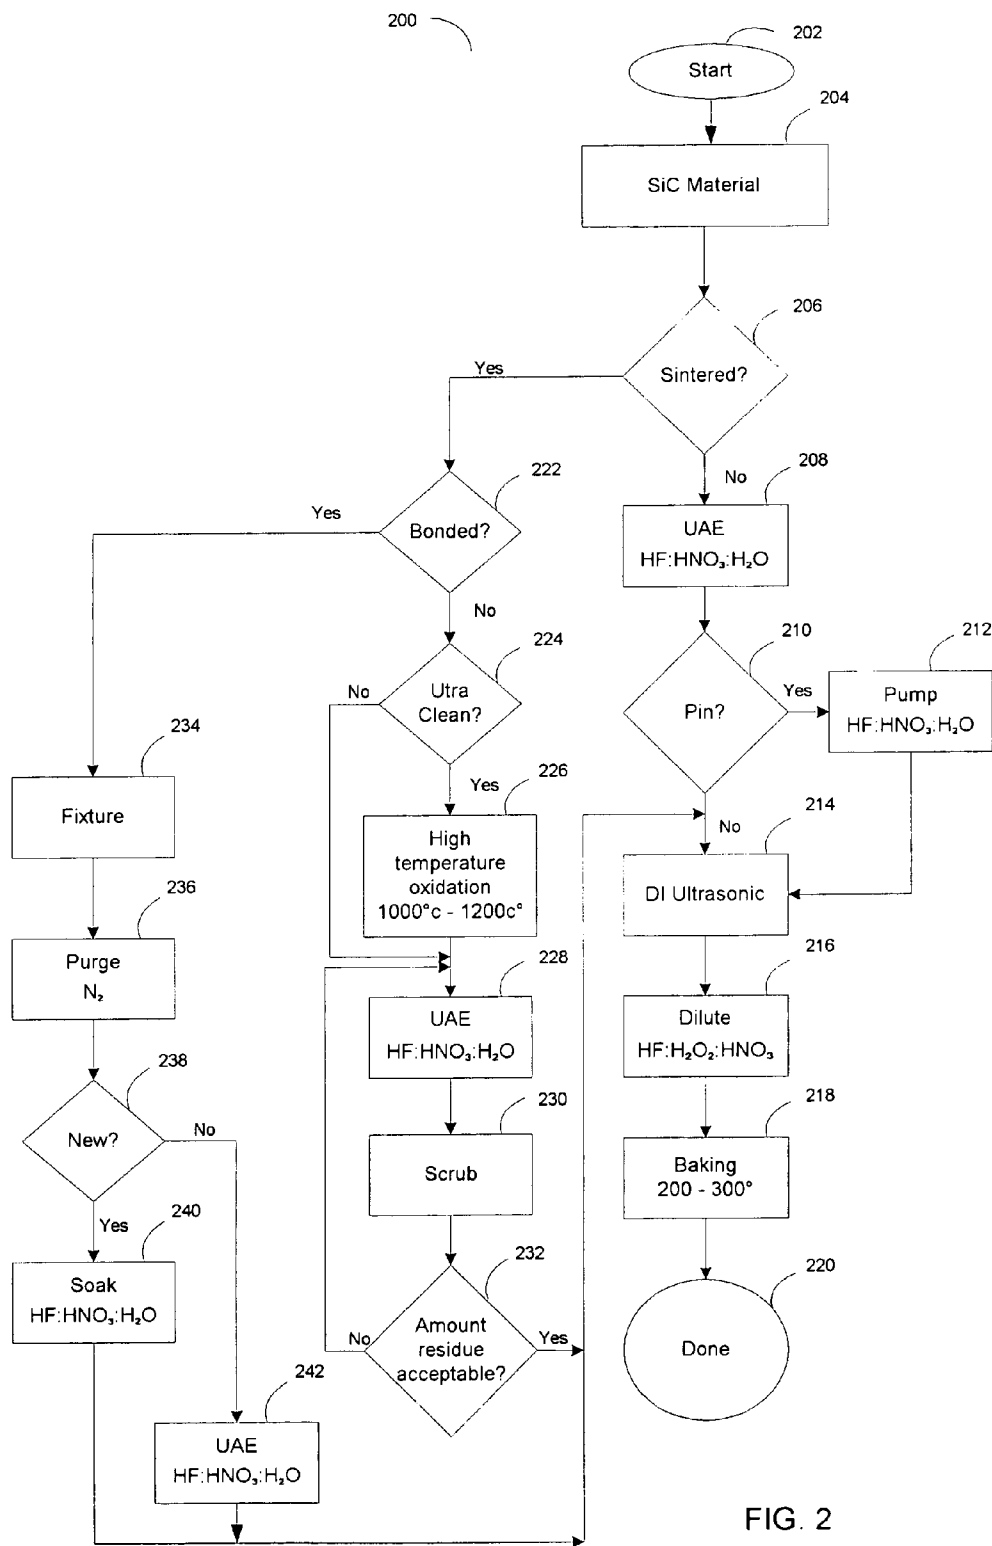 200
202
Start
204
SiC Material
206
Sintered?
Yes
No
208
UAE
HF:HNO₃:H₂O
210
Pin?
Yes
212
Pump
HF:HNO₃:H₂O
No
214
DI Ultrasonic
216
Dilute
HF:H₂O₂:HNO₃
218
Baking
200 - 300°
220
Done
222
Bonded?
Yes
No
224
Utra
Clean?
No
Yes
226
High
temperature
oxidation
1000°c - 1200c°
228
UAE
HF:HNO₃:H₂O
230
Scrub
232
Amount
residue
acceptable?
No
Yes
234
Fixture
236
Purge
N₂
238
New?
No
Yes
240
Soak
HF:HNO₃:H₂O
242
UAE
HF:HNO₃:H₂O
FIG. 2